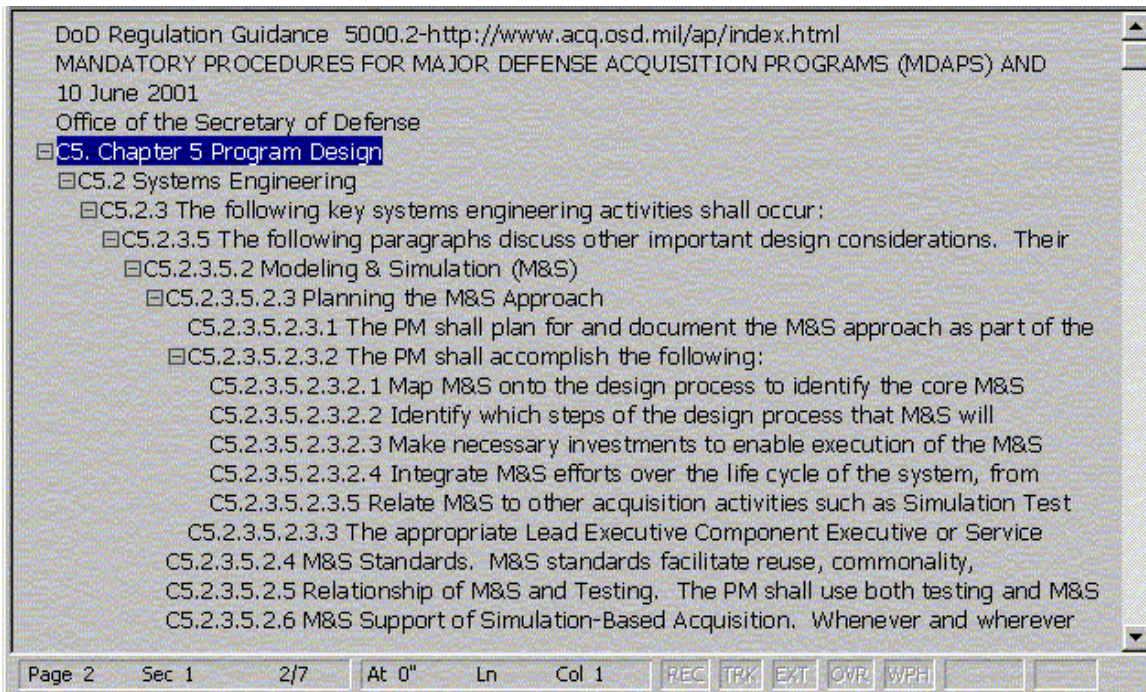 DoD Regulation Guidance 5000.2-http://www.acq.osd.mil/ap/index.html
MANDATORY PROCEDURES FOR MAJOR DEFENSE ACQUISITION PROGRAMS (MDAPS) AND
10 June 2001
Office of the Secretary of Defense
C5. Chapter 5 Program Design
C5.2 Systems Engineering
C5.2.3 The following key systems engineering activities shall occur:
C5.2.3.5 The following paragraphs discuss other important design considerations. Their
C5.2.3.5.2 Modeling & Simulation (M&S)
C5.2.3.5.2.3 Planning the M&S Approach
C5.2.3.5.2.3.1 The PM shall plan for and document the M&S approach as part of the
C5.2.3.5.2.3.2 The PM shall accomplish the following:
C5.2.3.5.2.3.2.1 Map M&S onto the design process to identify the core M&S
C5.2.3.5.2.3.2.2 Identify which steps of the design process that M&S will
C5.2.3.5.2.3.2.3 Make necessary investments to enable execution of the M&S
C5.2.3.5.2.3.2.4 Integrate M&S efforts over the life cycle of the system, from
C5.2.3.5.2.3.5 Relate M&S to other acquisition activities such as Simulation Test
C5.2.3.5.2.3.3 The appropriate Lead Executive Component Executive or Service
C5.2.3.5.2.4 M&S Standards. M&S standards facilitate reuse, commonality,
C5.2.3.5.2.5 Relationship of M&S and Testing. The PM shall use both testing and M&S
C5.2.3.5.2.6 M&S Support of Simulation-Based Acquisition. Whenever and wherever
Page 2 Sec 1 2/7 At 0" Ln Col 1 REC TRK EXT OVR WPH